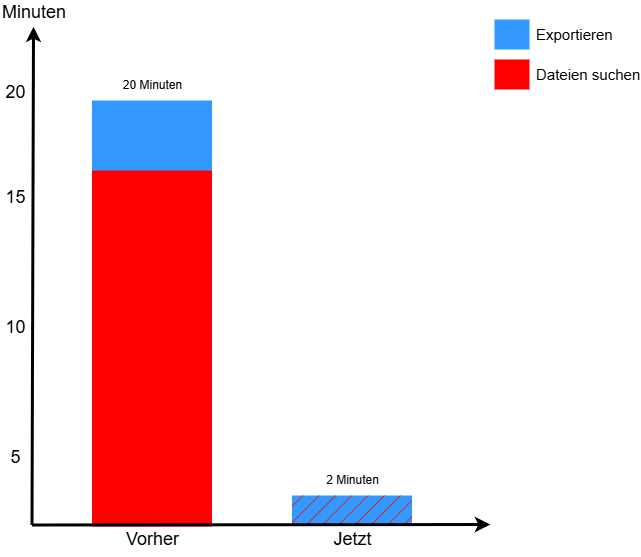 Minuten
Exportieren
Dateien suchen
20 Minuten
20
15
10
5
2 Minuten
Vorher
Jetzt